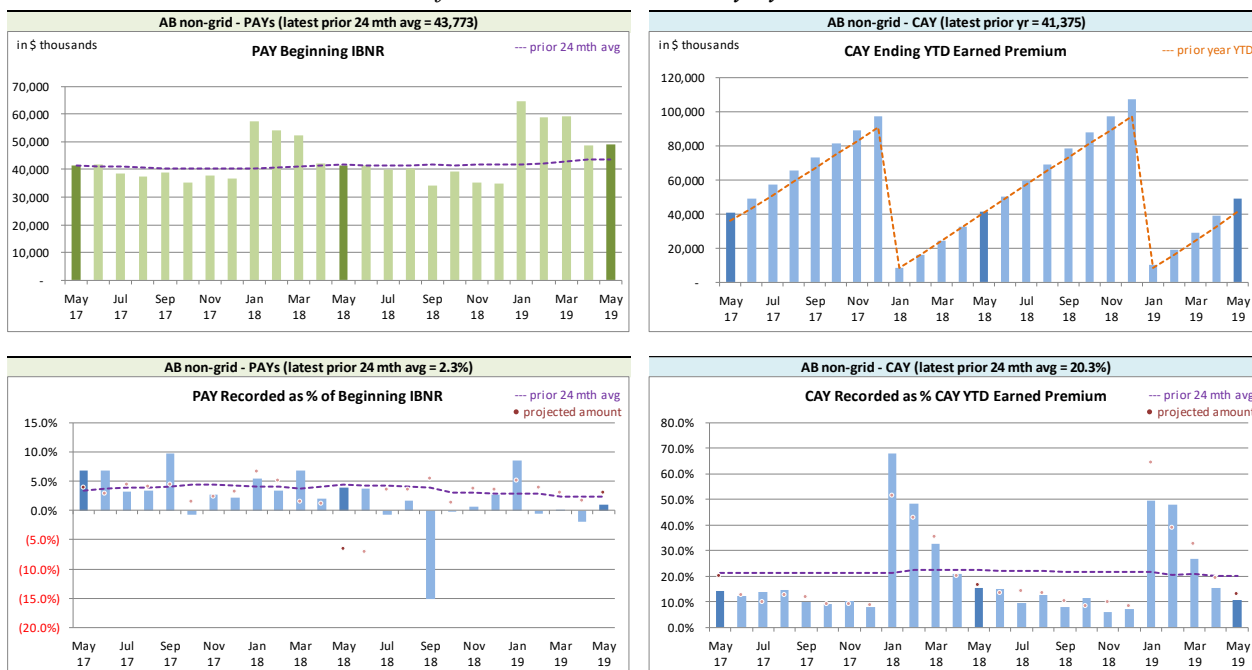 AB non-grid - PAYs (latest prior 24 mth avg = 43,773)
in $ thousands
PAY Beginning IBNR
--- prior 24 mth avg
70,000
60,000
50,000
40,000
30,000
20,000
10,000
-
May 17 Jul 17 Sep 17 Nov 17 Jan 18 Mar 18 May 18 Jul 18 Sep 18 Nov 18 Jan 19 Mar 19 May 19
AB non-grid - CAY (latest prior yr = 41,375)
in $ thousands
CAY Ending YTD Earned Premium
--- prior year YTD
120,000
100,000
80,000
60,000
40,000
20,000
-
May 17 Jul 17 Sep 17 Nov 17 Jan 18 Mar 18 May 18 Jul 18 Sep 18 Nov 18 Jan 19 Mar 19 May 19
AB non-grid - PAYs (latest prior 24 mth avg = 2.3%)
PAY Recorded as % of Beginning IBNR
--- prior 24 mth avg
• projected amount
15.0%
10.0%
5.0%
0.0%
(5.0%)
(10.0%)
(15.0%)
(20.0%)
May 17 Jul 17 Sep 17 Nov 17 Jan 18 Mar 18 May 18 Jul 18 Sep 18 Nov 18 Jan 19 Mar 19 May 19
AB non-grid - CAY (latest prior 24 mth avg = 20.3%)
CAY Recorded as % CAY YTD Earned Premium
--- prior 24 mth avg
• projected amount
80.0%
70.0%
60.0%
50.0%
40.0%
30.0%
20.0%
10.0%
0.0%
May 17 Jul 17 Sep 17 Nov 17 Jan 18 Mar 18 May 18 Jul 18 Sep 18 Nov 18 Jan 19 Mar 19 May 19